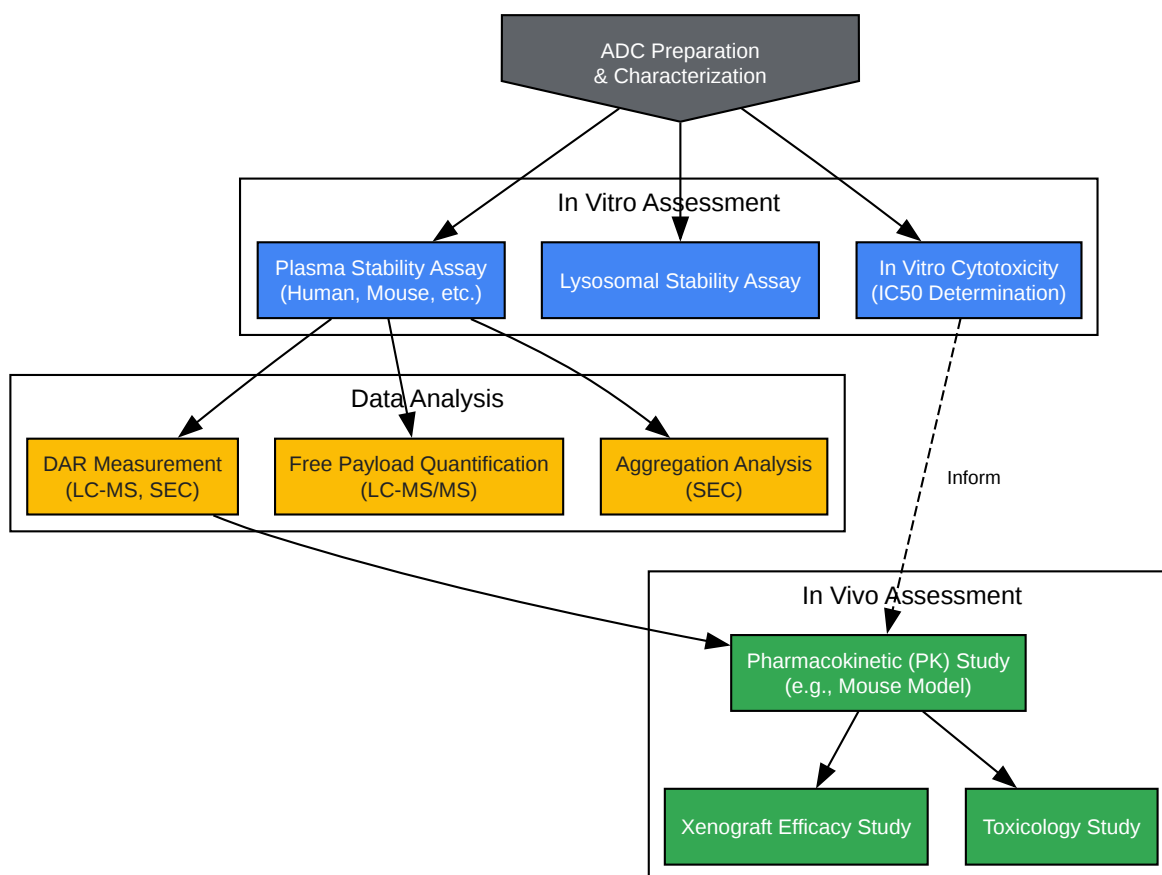 ADC Preparation
& Characterization
In Vitro Assessment
Plasma Stability Assay
(Human, Mouse, etc.)
Lysosomal Stability Assay
In Vitro Cytotoxicity
(IC50 Determination)
Data Analysis
DAR Measurement
(LC-MS, SEC)
Free Payload Quantification
(LC-MS/MS)
Aggregation Analysis
(SEC)
Inform
In Vivo Assessment
Pharmacokinetic (PK) Study
(e.g., Mouse Model)
Xenograft Efficacy Study
Toxicology Study